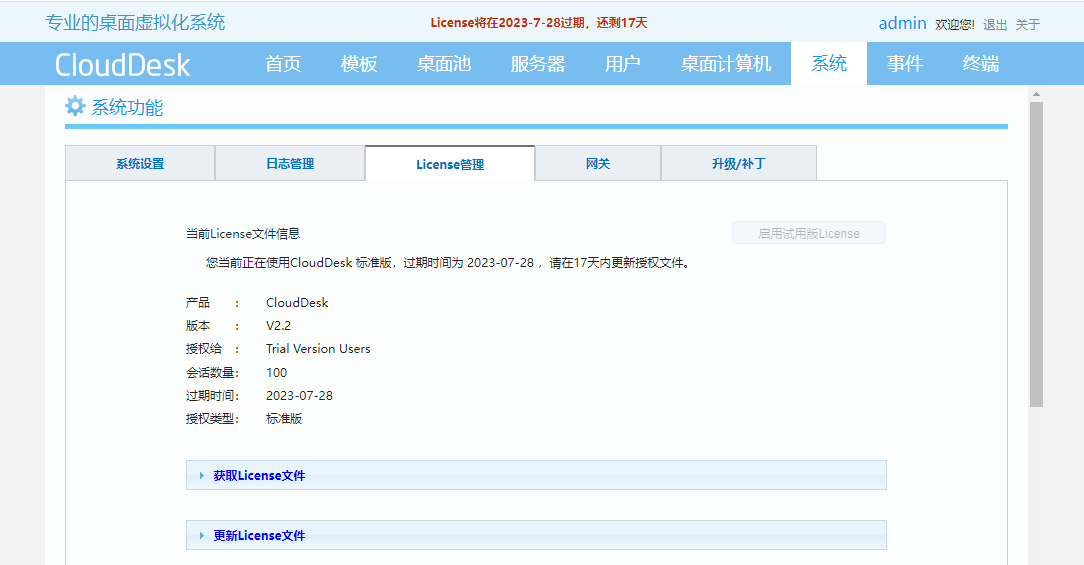 专业的桌面虚拟化系统 License将在2023-7-28过期，还剩17天 admin 欢迎您! 退出 关于
CloudDesk 首页 模板 桌面池 服务器 用户 桌面计算机 系统 事件 终端
系统功能
系统设置 日志管理 License管理 网关 升级/补丁
当前License文件信息 启用试用版License
您当前正在使用CloudDesk 标准版，过期时间为 2023-07-28 ，请在17天内更新授权文件。
产品 ： CloudDesk
版本 ： V2.2
授权给 ： Trial Version Users
会话数量： 100
过期时间： 2023-07-28
授权类型： 标准版
获取License文件
更新License文件